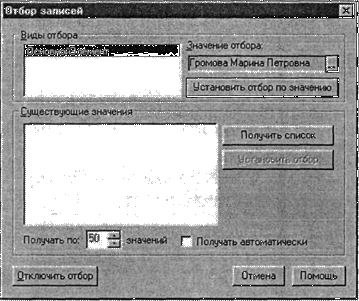 Отбор записей
Виды отбора
Значение отбора:
Громова Марина Петровна
...
Установить отбор по значению
Существующие значения
Получить список
Установить отбор
Получать по: 50 значений
Получать автоматически
Отключить отбор
Отмена
Помощь